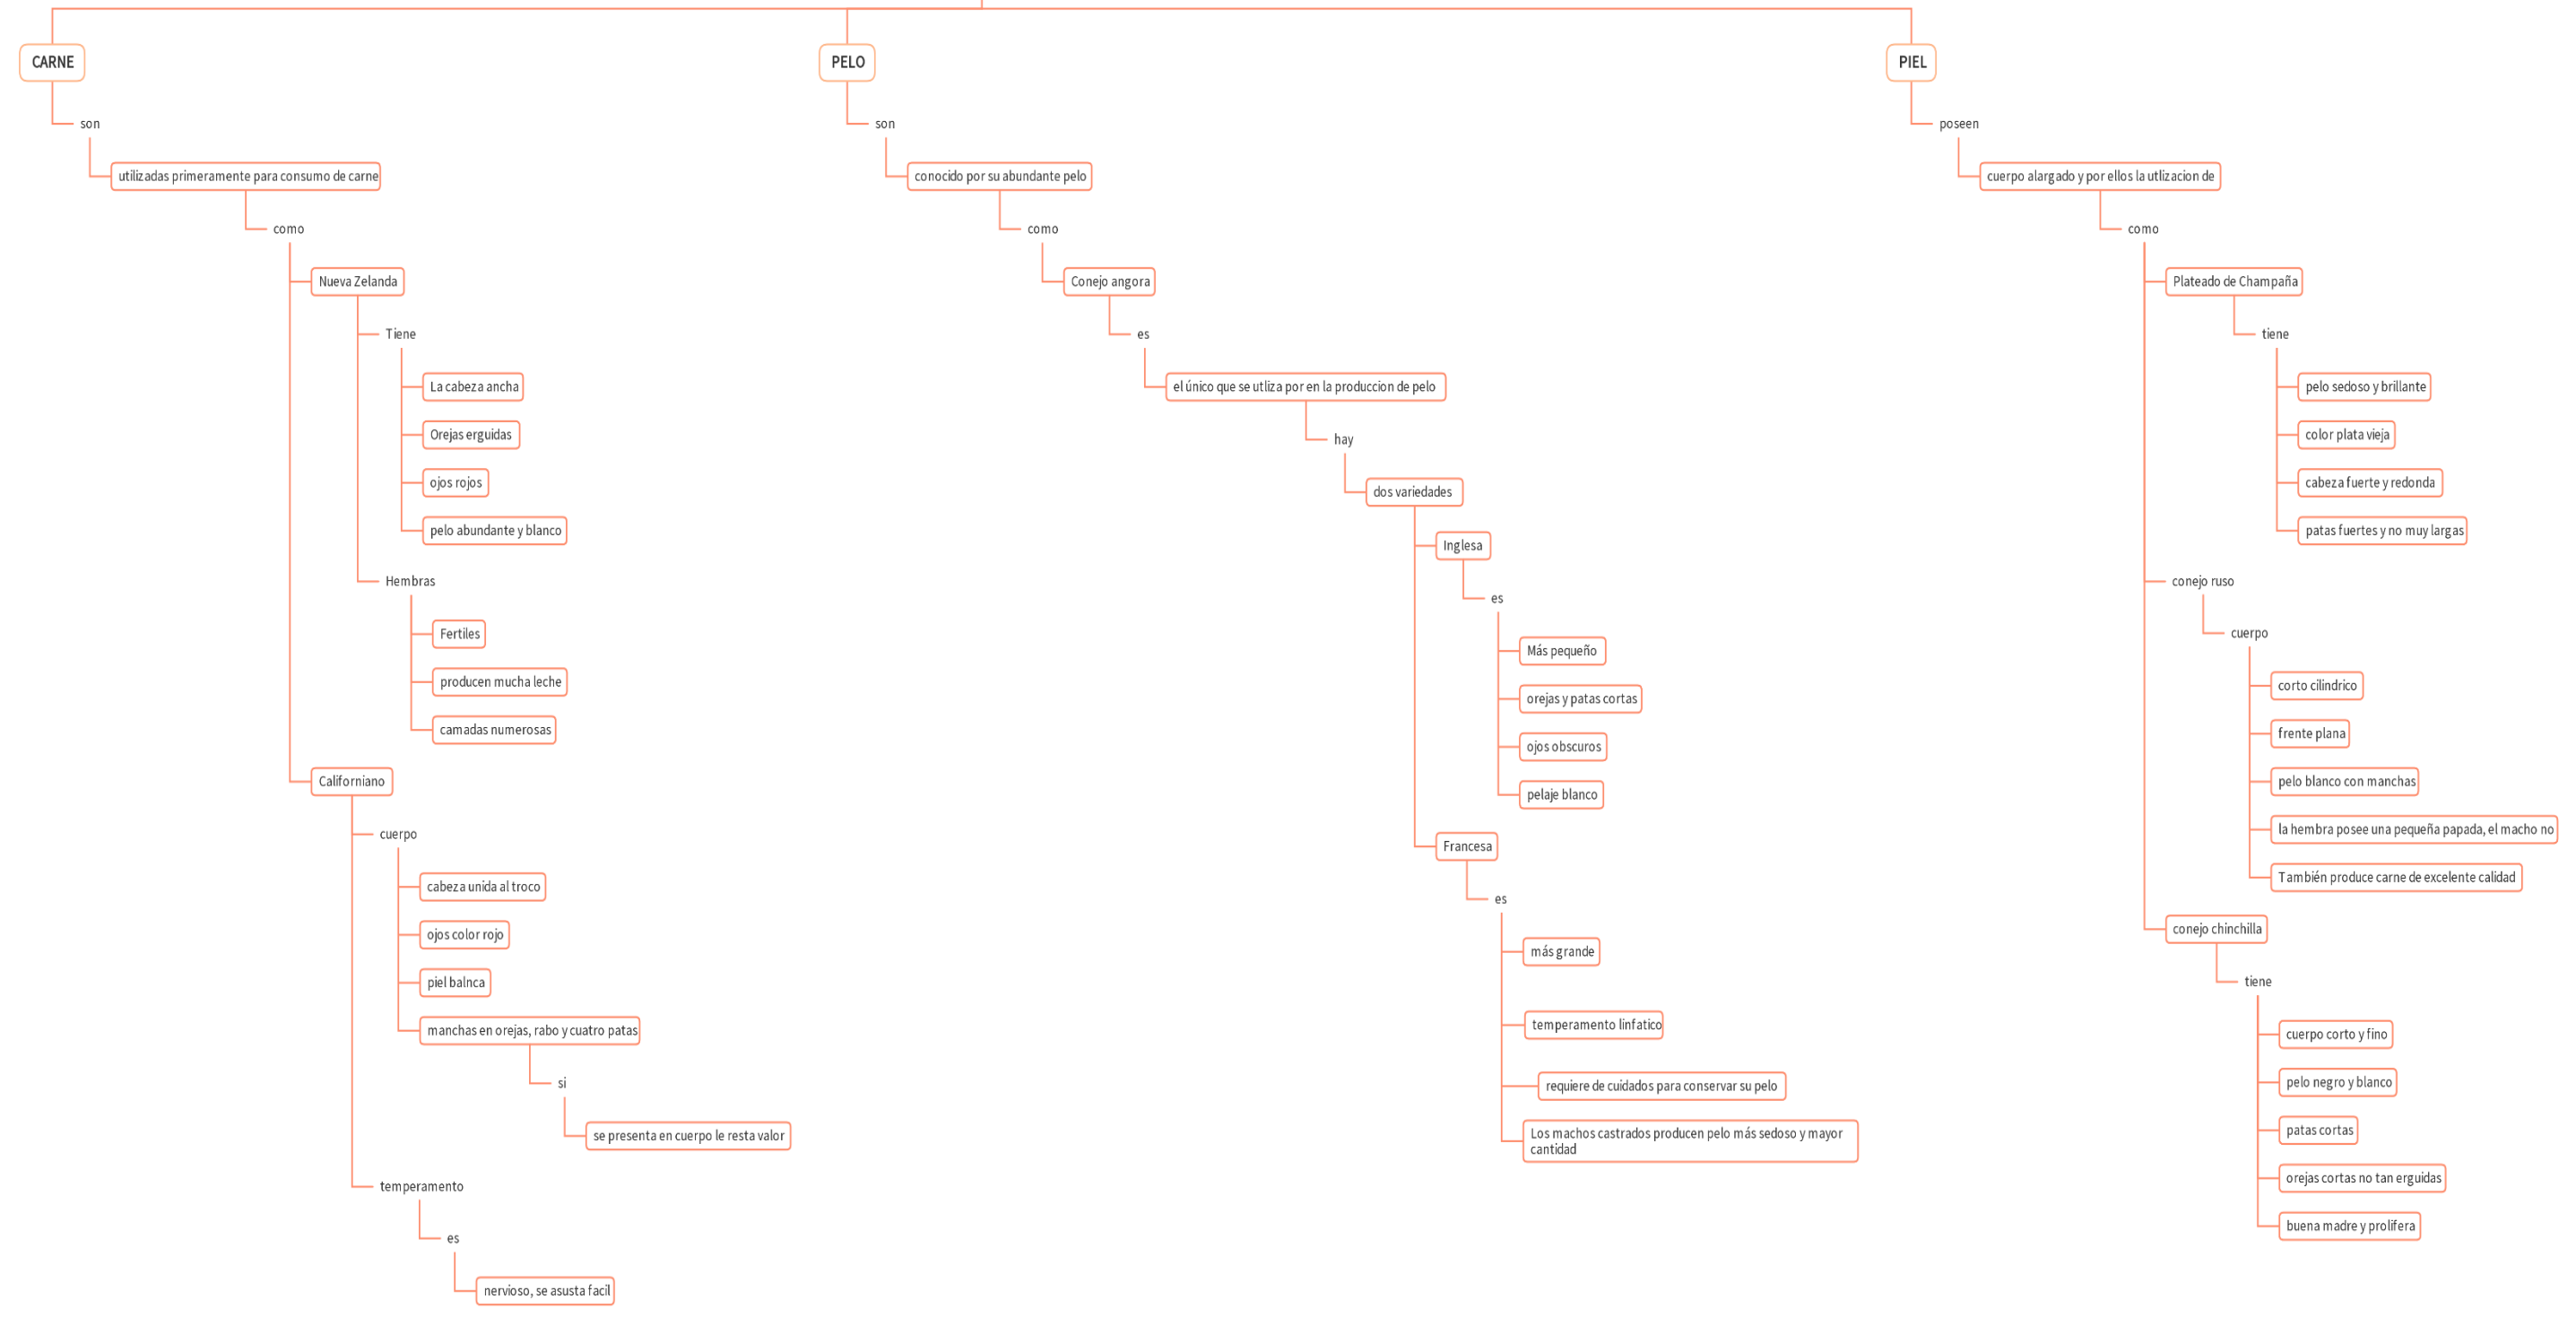 CARNE
son
utilizadas primeramente para consumo de carne
como
Nueva Zelanda
Tiene
La cabeza ancha
Orejas erguidas
ojos rojos
pelo abundante y blanco
Hembras
Fertiles
producen mucha leche
camadas numerosas
Californiano
cuerpo
cabeza unida al troco
ojos color rojo
piel balnca
manchas en orejas, rabo y cuatro patas
si
se presenta en cuerpo le resta valor
temperamento
es
nervioso, se asusta facil
PELO
son
conocido por su abundante pelo
como
Conejo angora
es
el único que se utliza por en la produccion de pelo
hay
dos variedades
Inglesa
es
Más pequeño
orejas y patas cortas
ojos obscuros
pelaje blanco
Francesa
es
más grande
temperamento linfatico
requiere de cuidados para conservar su pelo
Los machos castrados producen pelo más sedoso y mayor
cantidad
PIEL
poseen
cuerpo alargado y por ellos la utlizacion de
como
Plateado de Champaña
tiene
pelo sedoso y brillante
color plata vieja
cabeza fuerte y redonda
patas fuertes y no muy largas
conejo ruso
cuerpo
corto cilindrico
frente plana
pelo blanco con manchas
la hembra posee una pequeña papada, el macho no
También produce carne de excelente calidad
conejo chinchilla
tiene
cuerpo corto y fino
pelo negro y blanco
patas cortas
orejas cortas no tan erguidas
buena madre y prolifera